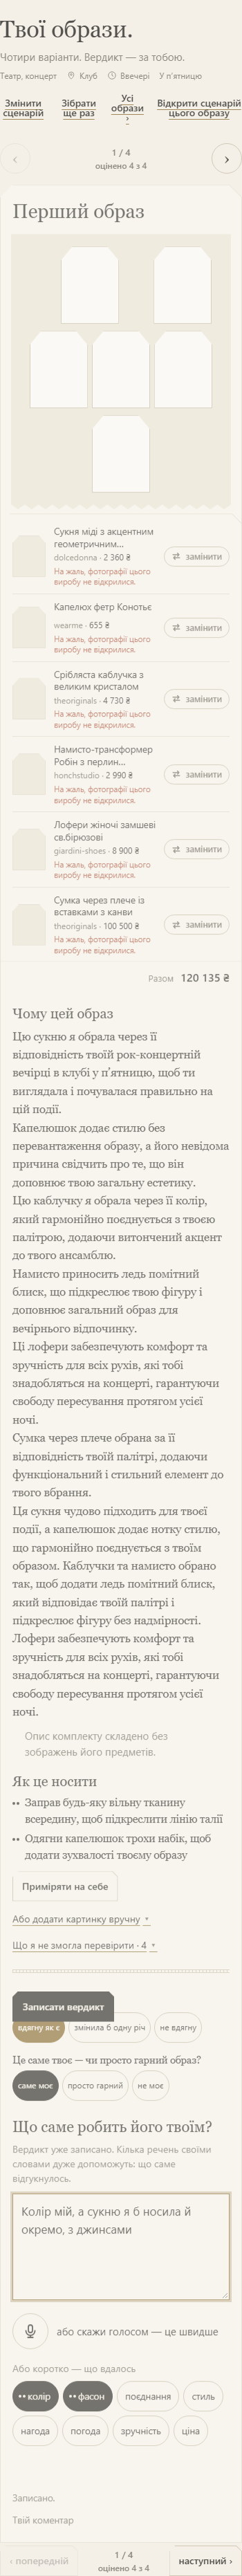 Твої образи.
Чотири варіанти. Вердикт — за тобою.
Театр, концерт Клуб Ввечері У п'ятницю
Змінити сценарій
Зібрати ще раз
Усі образи ›
Відкрити сценарій цього образу
‹ 1 / 4 ›
оцінено 4 з 4
Перший образ
Сукня міді з акцентним
геометричним...
dolcedonna · 2 360 ₴
На жаль, фотографії цього
виробу не відкрилися.
замінити
Капелюх фетр Конотьє
wearme · 655 ₴
На жаль, фотографії цього
виробу не відкрилися.
замінити
Срібляста каблучка з
великим кристалом
theoriginals · 4 730 ₴
На жаль, фотографії цього
виробу не відкрилися.
замінити
Намисто-трансформер
Робін з перлин...
honchstudio · 2 990 ₴
На жаль, фотографії цього
виробу не відкрилися.
замінити
Лофери жіночі замшеві
св.бірюзові
giardini-shoes · 8 900 ₴
На жаль, фотографії цього
виробу не відкрилися.
замінити
Сумка через плече із
вставками з канви
theoriginals · 100 500 ₴
На жаль, фотографії цього
виробу не відкрилися.
замінити
Разом 120 135 ₴
Чому цей образ
Цю сукню я обрала через її
відповідність твоїй рок-концертній
вечірці в клубі у п'ятницю, щоб ти
виглядала і почувалася правильно на
цій події.
Капелюшок додає стилю без
перевантаження образу, а його невідома
причина свідчить про те, що він
доповнює твою загальну естетику.
Цю каблучку я обрала через її колір,
який гармонійно поєднується з твоєю
палітрою, додаючи витончений акцент
до твого ансамблю.
Намисто приносить ледь помітний
блиск, що підкреслює твою фігуру і
доповнює загальний образ для
вечірнього відпочинку.
Ці лофери забезпечують комфорт та
зручність для всіх рухів, які тобі
знадобляться на концерті, гарантуючи
свободу пересування протягом усієї
ночі.
Сумка через плече обрана за її
відповідність твоїй палітрі, додаючи
функціональний і стильний елемент до
твого вбрання.
Ця сукня чудово підходить для твоєї
події, а капелюшок додає нотку стилю,
що гармонійно поєднується з твоїм
образом. Каблучки та намисто обрано
так, щоб додати ледь помітний блиск,
який відповідає твоїй палітрі і
підкреслює фігуру без надмірності.
Лофери забезпечують комфорт та
зручність для всіх рухів, які тобі
знадобляться на концерті, гарантуючи
свободу пересування протягом усієї
ночі.
Опис комплекту складено без
зображень його предметів.
Як це носити
Заправ будь-яку вільну тканину
всередину, щоб підкреслити лінію талії
Одягни капелюшок трохи набік, щоб
додати зухвалості твоєму образу
Приміряти на себе
Або додати картинку вручну
Що я не змогла перевірити · 4
Записати вердикт
вдягну як є змінила б одну річ не вдягну
Це саме твоє — чи просто гарний образ?
саме моє просто гарний не моє
Що саме робить його твоїм?
Вердикт уже записано. Кілька речень своїми
словами дуже допоможуть: що саме
відгукнулось.
Колір мій, а сукню я б носила й
окремо, з джинсами
або скажи голосом — це швидше
Або коротко — що вдалось
колір фасон поєднання стиль
нагода погода зручність ціна
Записано.
Твій коментар
‹ попередній 1 / 4 наступний ›
оцінено 4 з 4